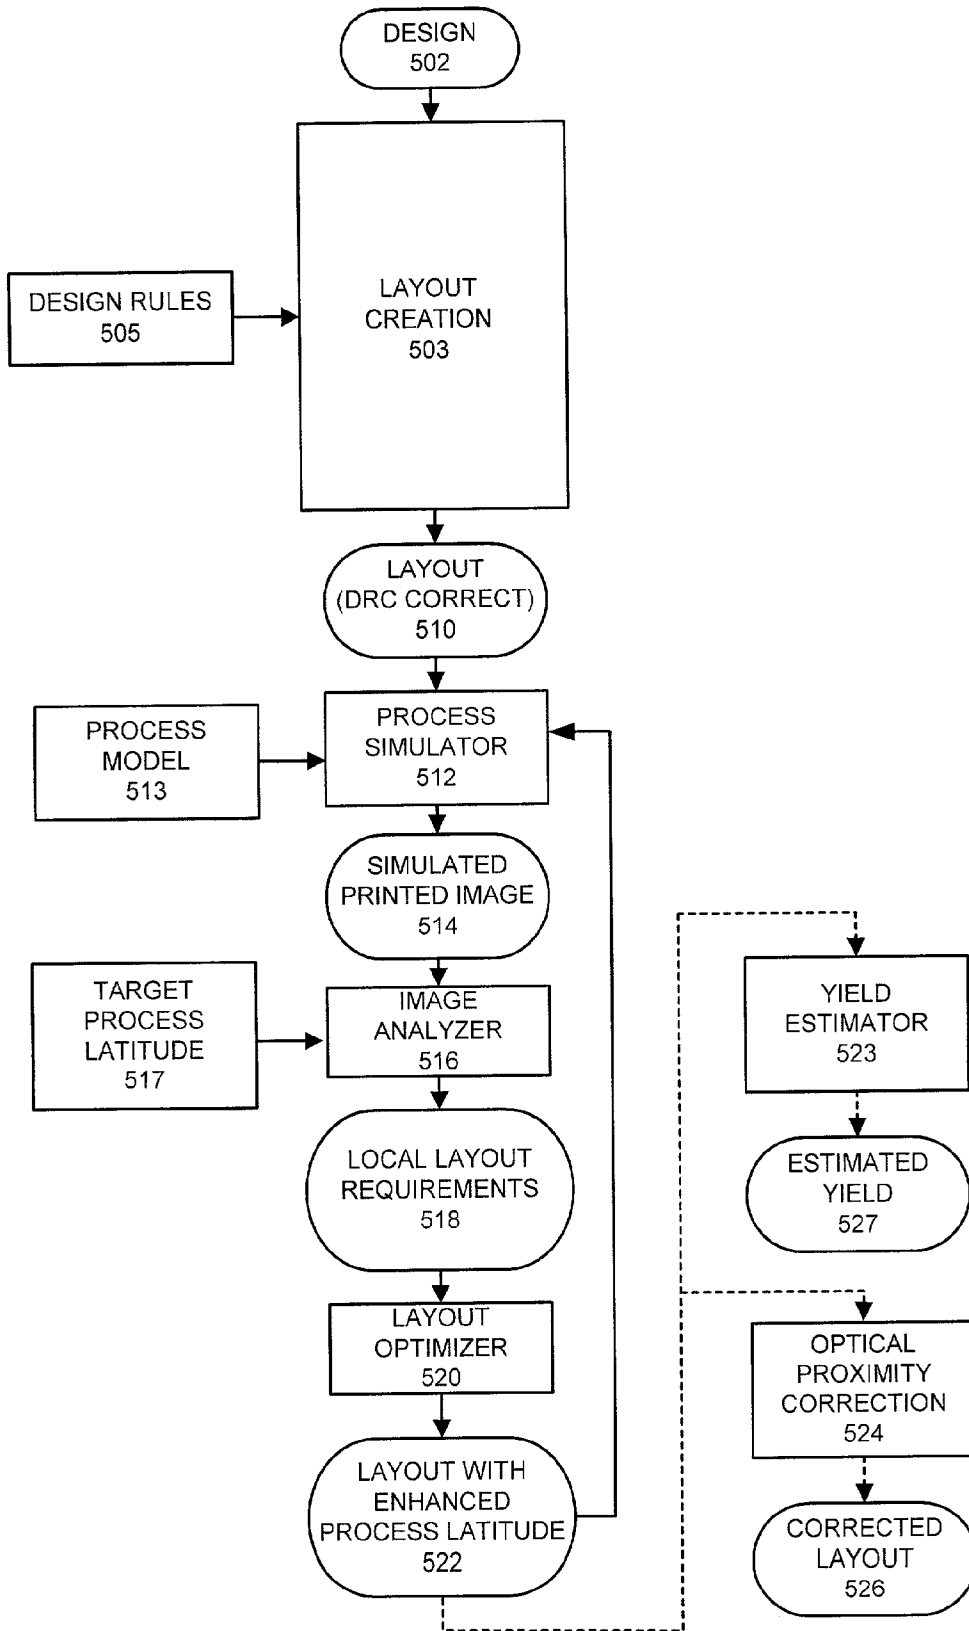 DESIGN
502
LAYOUT
CREATION
503
DESIGN RULES
505
LAYOUT
(DRC CORRECT)
510
PROCESS
SIMULATOR
512
PROCESS
MODEL
513
SIMULATED
PRINTED IMAGE
514
TARGET
PROCESS
LATITUDE
517
IMAGE
ANALYZER
516
LOCAL LAYOUT
REQUIREMENTS
518
LAYOUT
OPTIMIZER
520
LAYOUT WITH
ENHANCED
PROCESS LATITUDE
522
YIELD
ESTIMATOR
523
ESTIMATED
YIELD
527
OPTICAL
PROXIMITY
CORRECTION
524
CORRECTED
LAYOUT
526